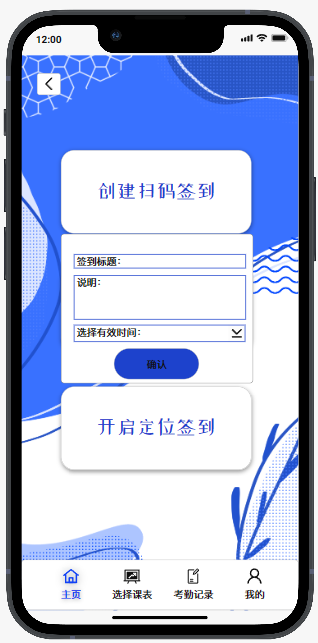 12:00
创建扫码签到
签到标题：
说明：
选择有效时间：
确认
开启定位签到
主页
选择课表
考勤记录
我的